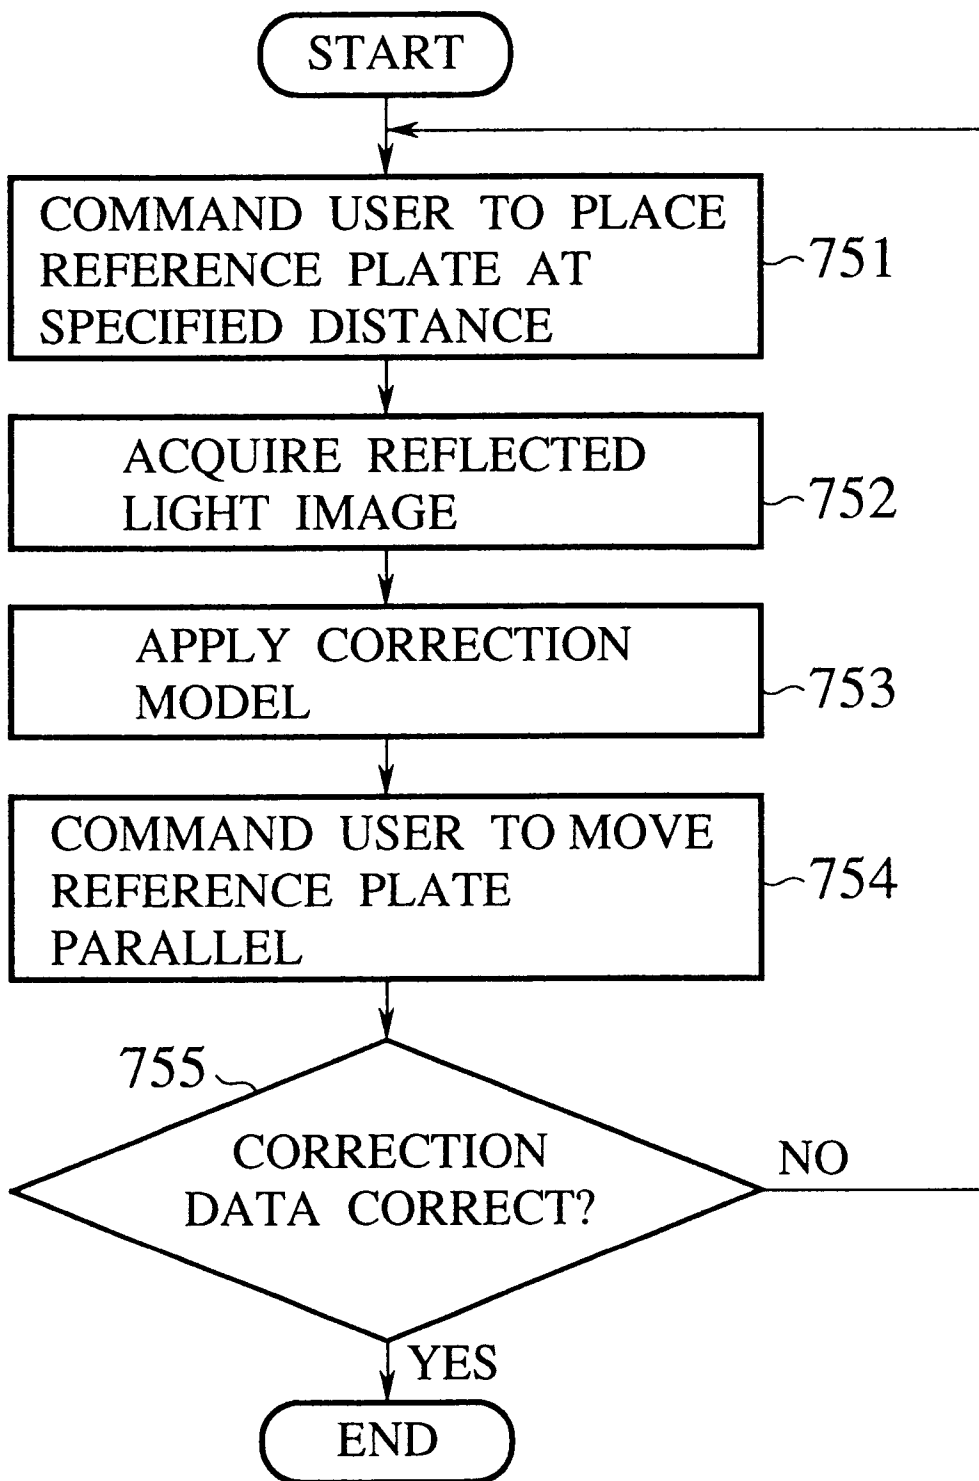 START
COMMAND USER TO PLACE
REFERENCE PLATE AT
SPECIFIED DISTANCE
751
ACQUIRE REFLECTED
LIGHT IMAGE
752
APPLY CORRECTION
MODEL
753
COMMAND USER TO MOVE
REFERENCE PLATE
PARALLEL
754
755
CORRECTION
DATA CORRECT?
NO
YES
END